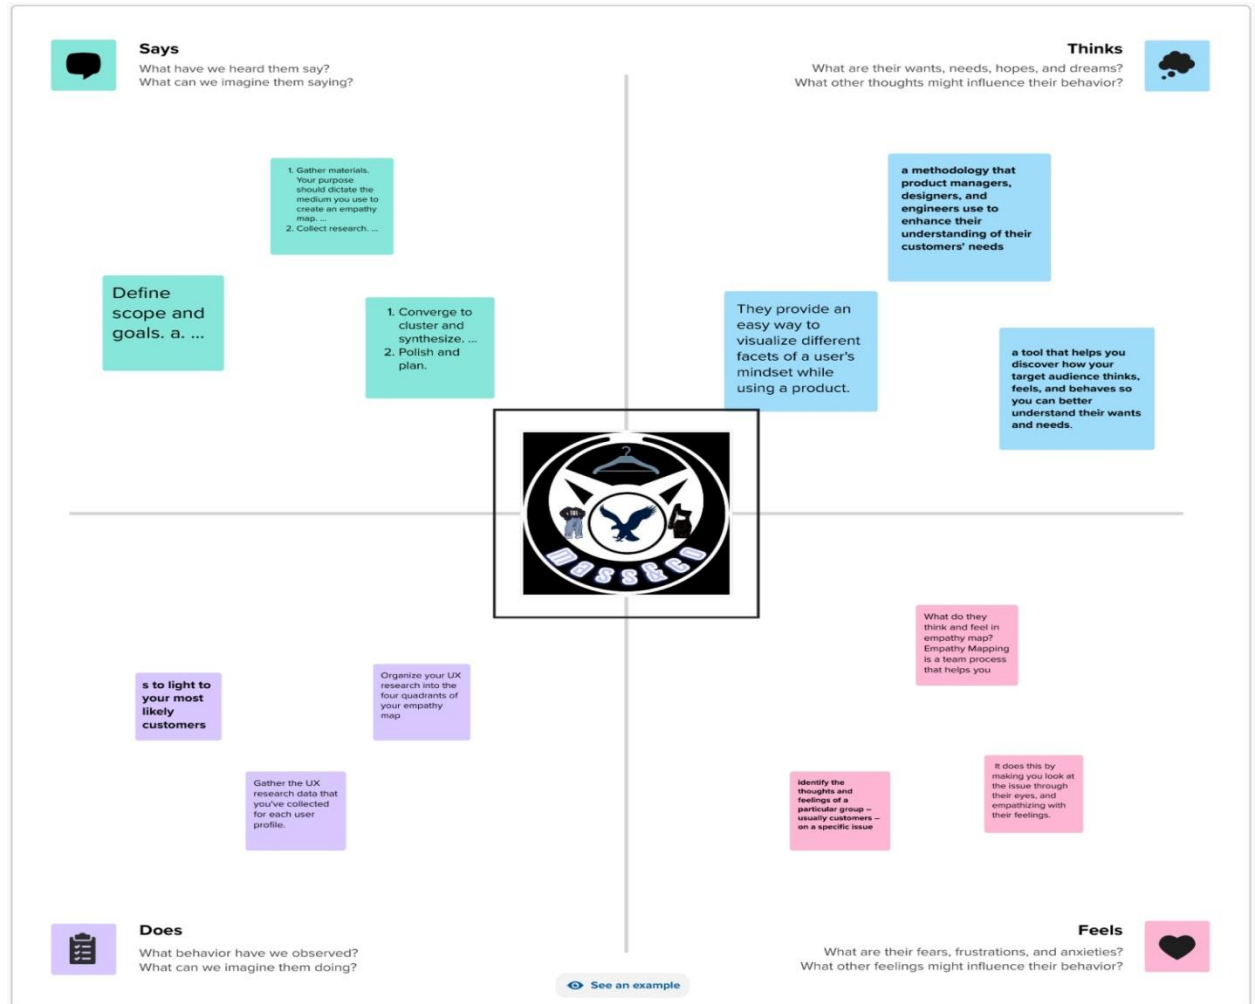 Says
What have we heard them say?
What can we imagine them saying?
Thinks
What are their wants, needs, hopes, and dreams?
What other thoughts might influence their behavior?
1. Gather materials.
Your purpose
should dictate the
medium you use to
create an empathy
map. ...
2. Collect research. ...
Define
scope and
goals. a. ...
1. Converge to
cluster and
synthesize. ...
2. Polish and
plan.
a methodology that
product managers,
designers, and
engineers use to
enhance their
understanding of their
customers' needs
They provide an
easy way to
visualize different
facets of a user's
mindset while
using a product.
a tool that helps you
discover how your
target audience thinks,
feels, and behaves so
you can better
understand their wants
and needs.
mass&co
s to light to
your most
likely
customers
Organize your UX
research into the
four quadrants of
your empathy
map
Gather the UX
research data that
you've collected
for each user
profile.
What do they
think and feel in
empathy map?
Empathy Mapping
is a team process
that helps you
identify the
thoughts and
feelings of a
particular group –
usually customers –
on a specific issue
It does this by
making you look at
the issue through
their eyes, and
empathizing with
their feelings.
Does
What behavior have we observed?
What can we imagine them doing?
Feels
What are their fears, frustrations, and anxieties?
What other feelings might influence their behavior?
See an example